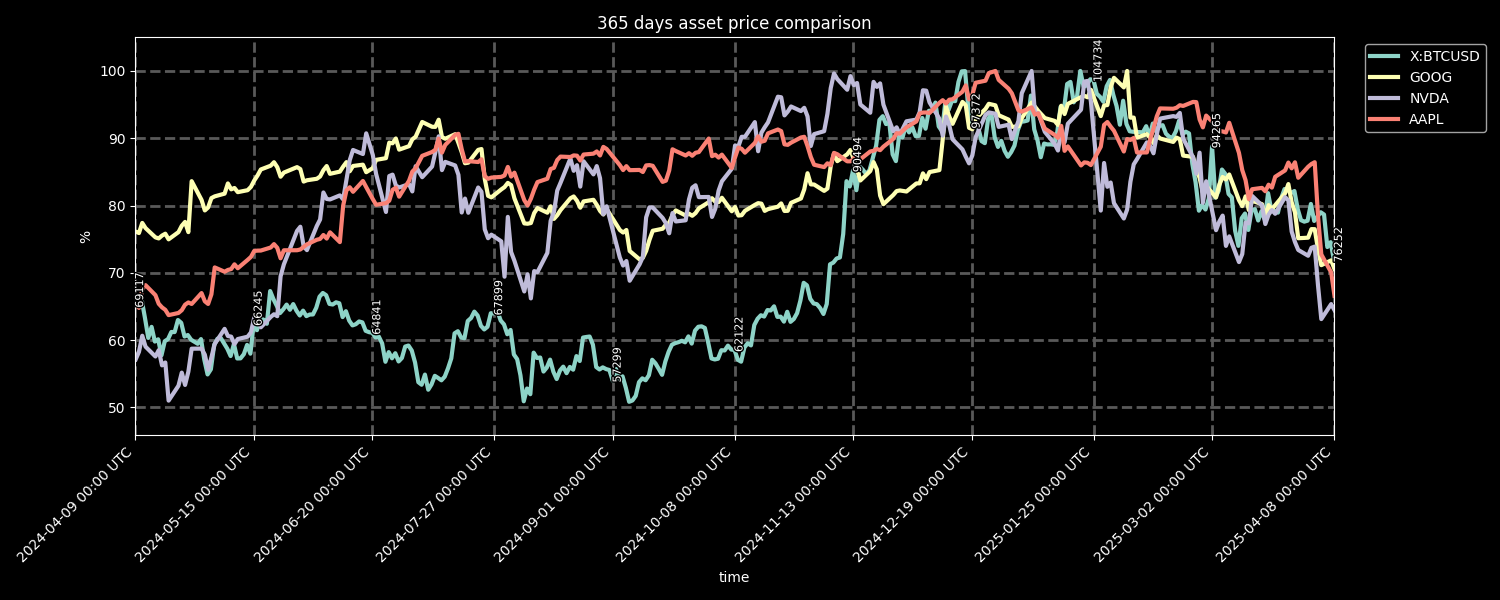 365 days asset price comparison
X:BTCUSD
GOOG
NVDA
AAPL
%
100
90
80
70
60
50
69117
66245
64841
67899
57299
62122
90494
97372
104734
94265
76252
2024-04-09 00:00 UTC
2024-05-15 00:00 UTC
2024-06-20 00:00 UTC
2024-07-27 00:00 UTC
2024-09-01 00:00 UTC
2024-10-08 00:00 UTC
2024-11-13 00:00 UTC
2024-12-19 00:00 UTC
2025-01-25 00:00 UTC
2025-03-02 00:00 UTC
2025-04-08 00:00 UTC
time